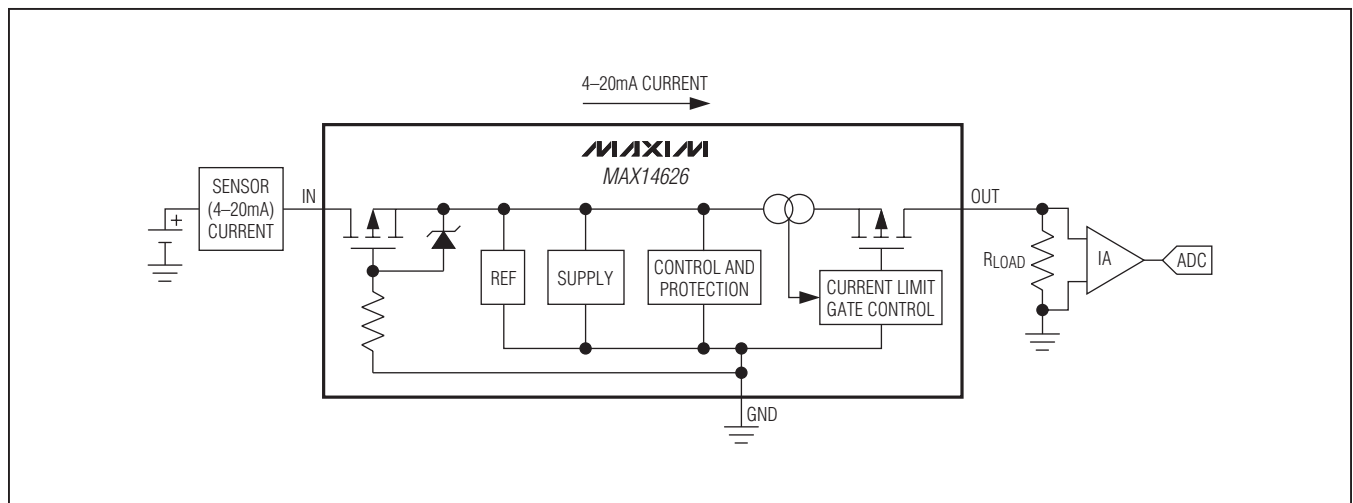 4–20mA CURRENT
MAXIM
MAX14626
SENSOR
(4–20mA)
CURRENT
+
IN
OUT
REF
SUPPLY
CONTROL AND
PROTECTION
CURRENT LIMIT
GATE CONTROL
RLOAD
IA
ADC
GND